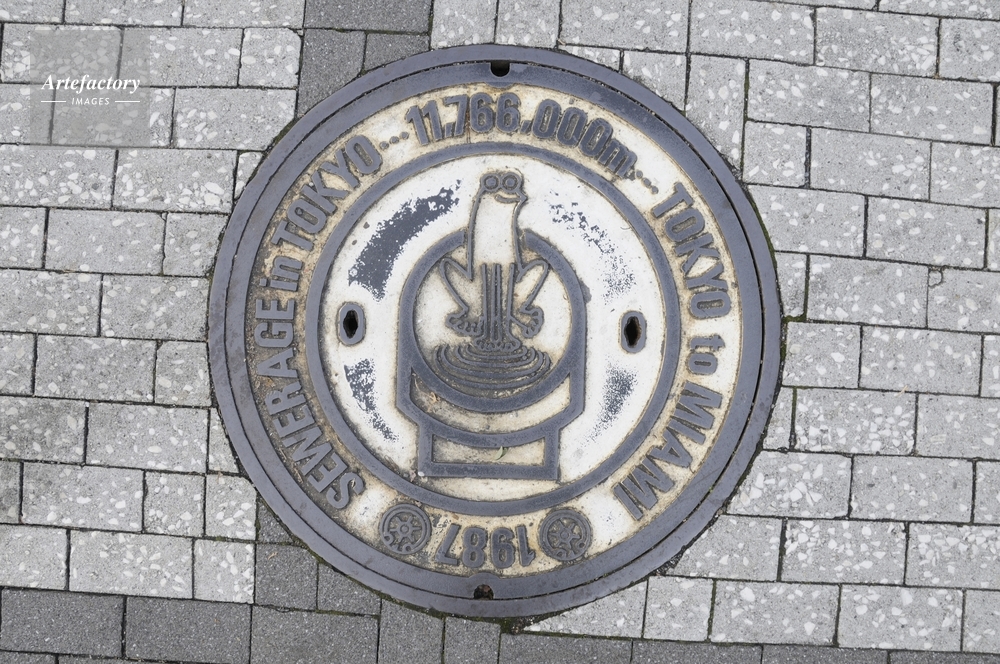 Artefactory
IMAGES
SEWERAGE in TOKYO ... 11,766,000m ... TOKYO to MIAMI
1987